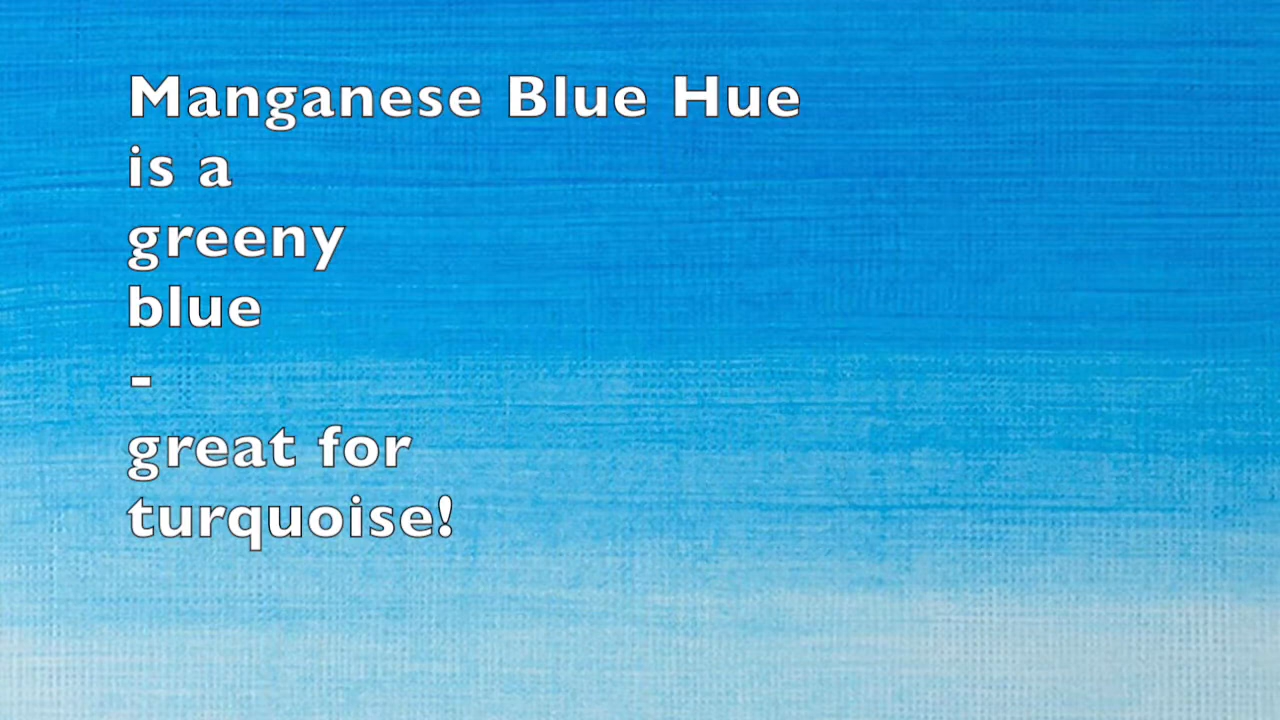 Manganese Blue Hue
is a
greeny
blue
-
great for
turquoise!